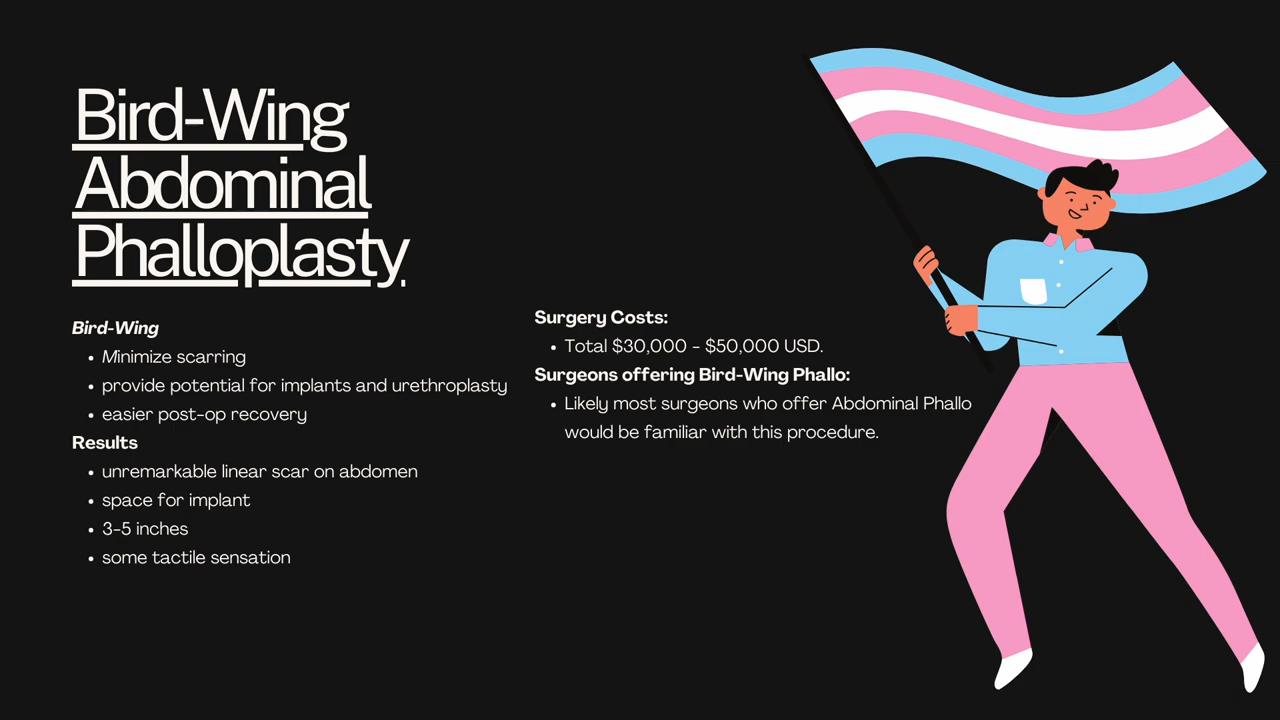 Bird-Wing
Abdominal
Phalloplasty
Bird-Wing
• Minimize scarring
• provide potential for implants and urethroplasty
• easier post-op recovery
Results
• unremarkable linear scar on abdomen
• space for implant
• 3-5 inches
• some tactile sensation
Surgery Costs:
• Total $30,000 - $50,000 USD.
Surgeons offering Bird-Wing Phallo:
• Likely most surgeons who offer Abdominal Phallo
would be familiar with this procedure.